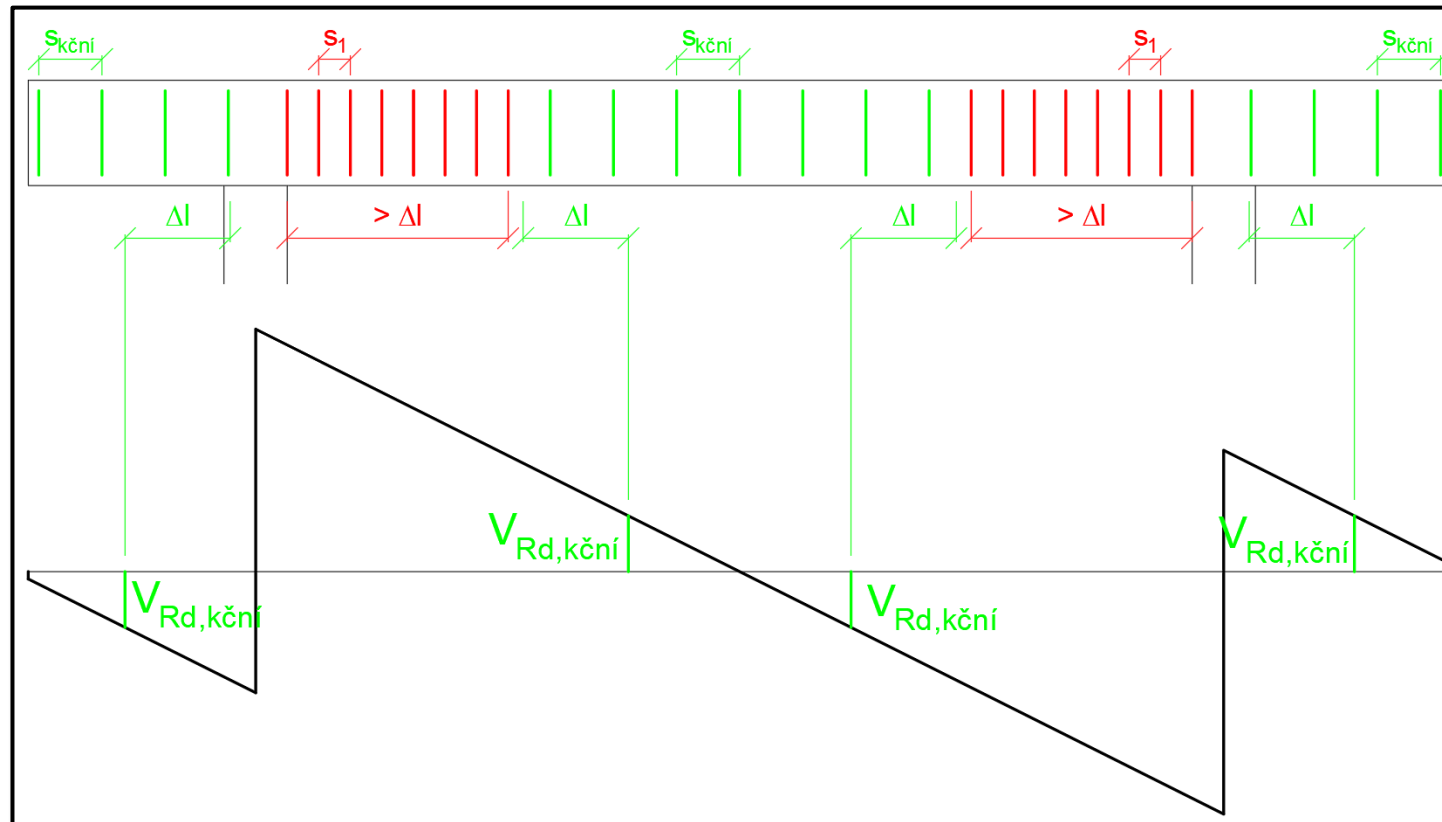 skční s1 skční s1 skční
Δl > Δl Δl Δl > Δl Δl
VRd,kční VRd,kční
VRd,kční VRd,kční